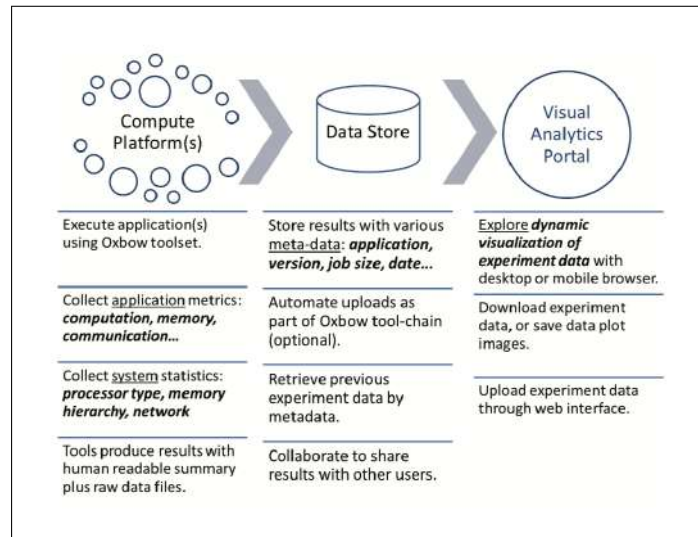 Compute
Platform(s)
Data Store
Visual
Analytics
Portal
Execute application(s)
using Oxbow toolset.
Collect application metrics:
computation, memory,
communication...
Collect system statistics:
processor type, memory
hierarchy, network
Tools produce results with
human readable summary
plus raw data files.
Store results with various
meta-data: application,
version, job size, date...
Automate uploads as
part of Oxbow tool-chain
(optional).
Retrieve previous
experiment data by
metadata.
Collaborate to share
results with other users.
Explore dynamic
visualization of
experiment data with
desktop or mobile browser.
Download experiment
data, or save data plot
images.
Upload experiment data
through web interface.